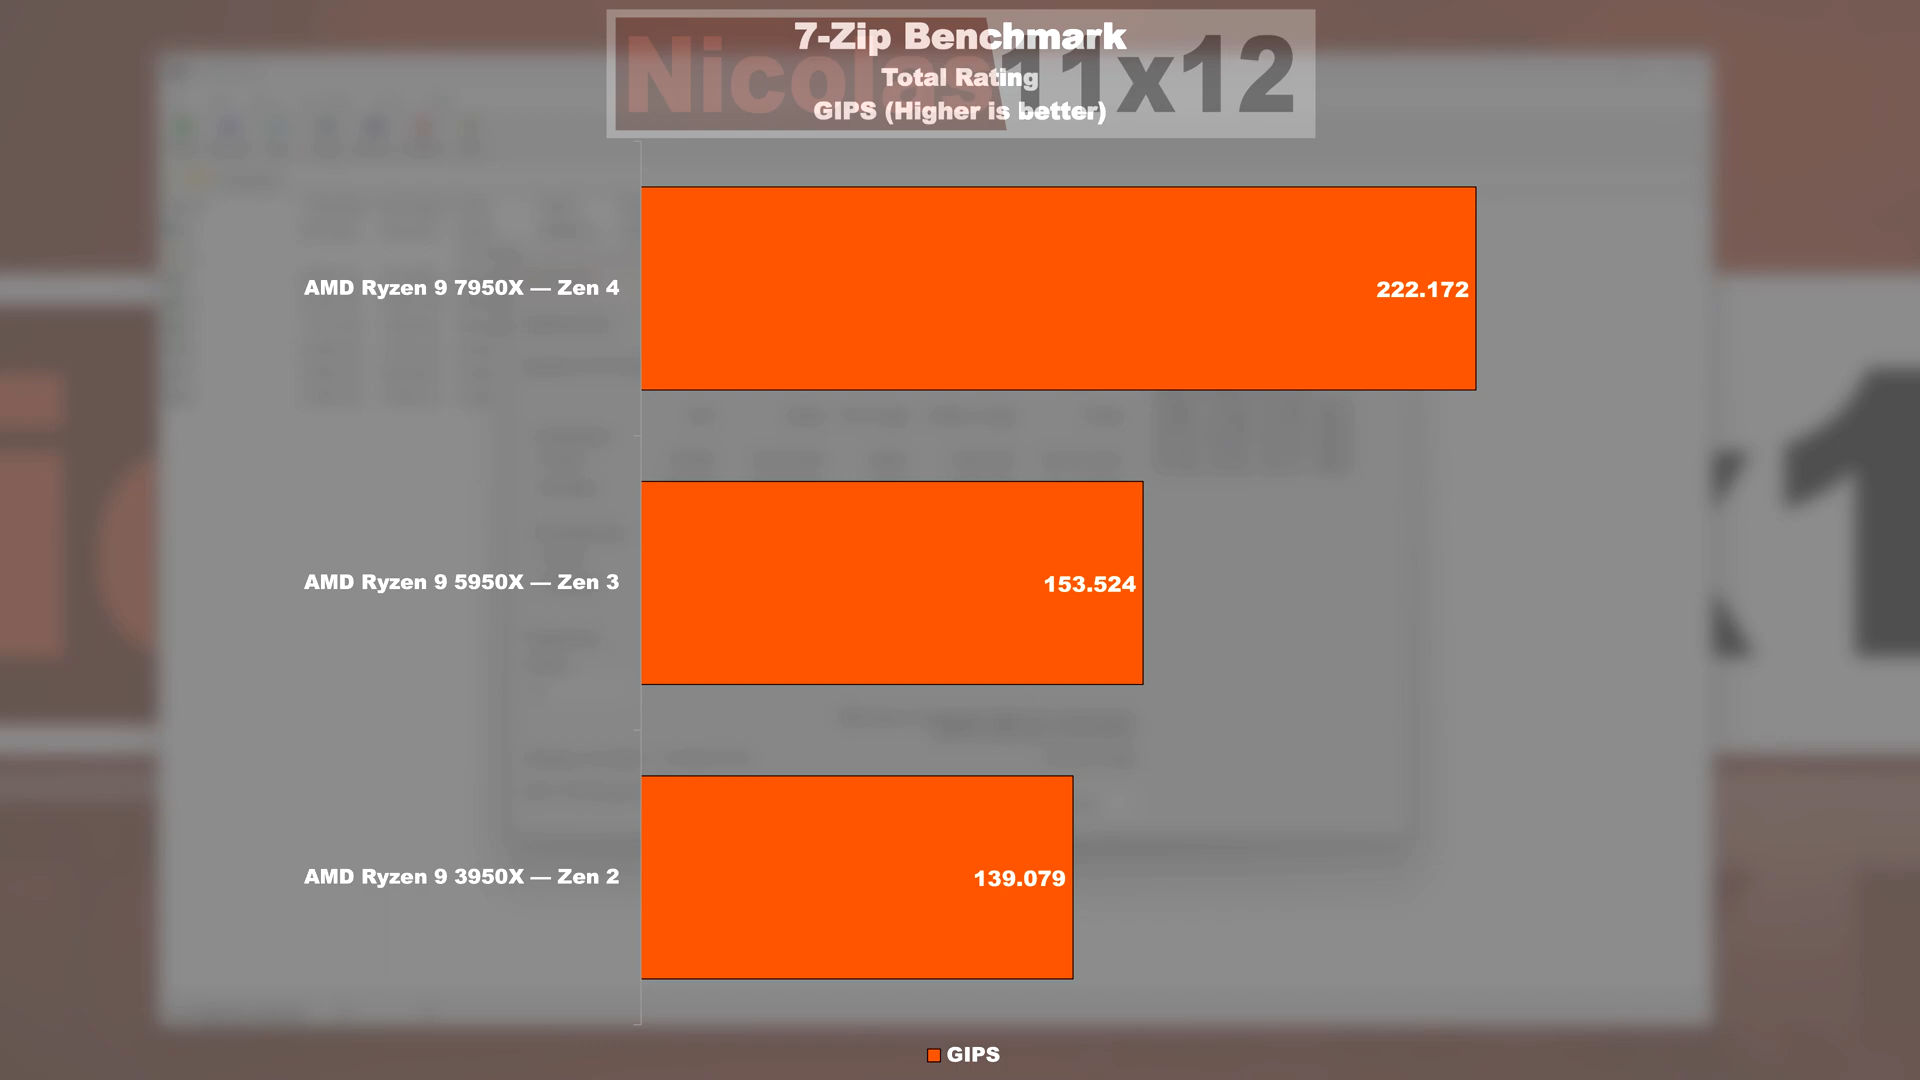 7-Zip Benchmark
Total Rating
GIPS (Higher is better)
Nicolas11x12
AMD Ryzen 9 7950X — Zen 4
222.172
AMD Ryzen 9 5950X — Zen 3
153.524
AMD Ryzen 9 3950X — Zen 2
139.079
GIPS